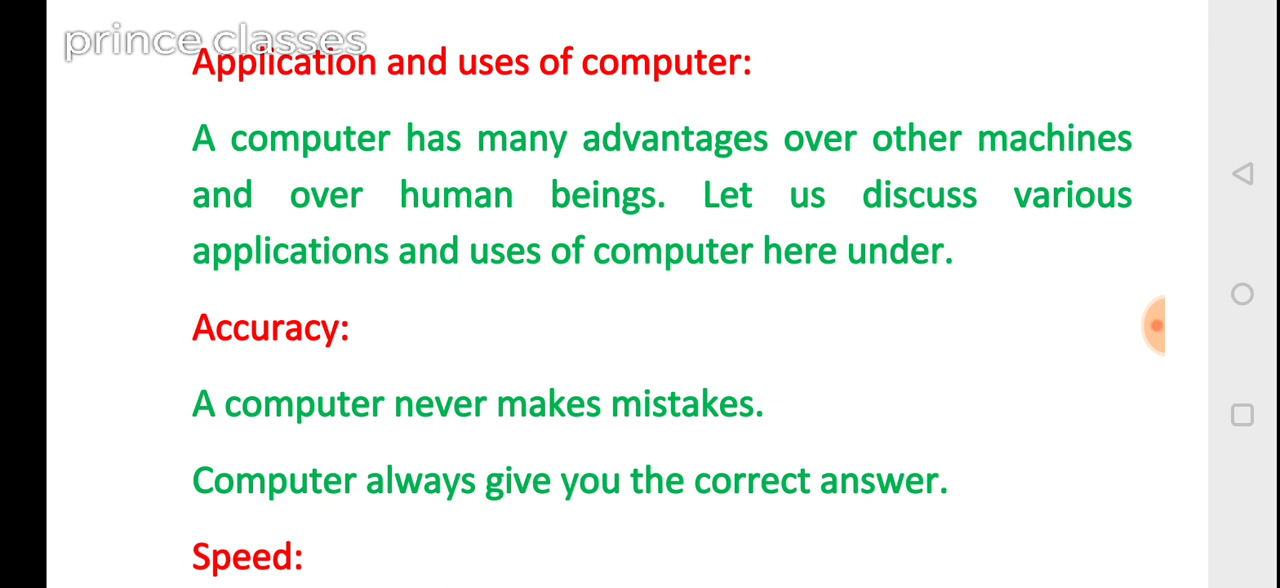 prince classes
Application and uses of computer:
A computer has many advantages over other machines
and over human beings. Let us discuss various
applications and uses of computer here under.
Accuracy:
A computer never makes mistakes.
Computer always give you the correct answer.
Speed: